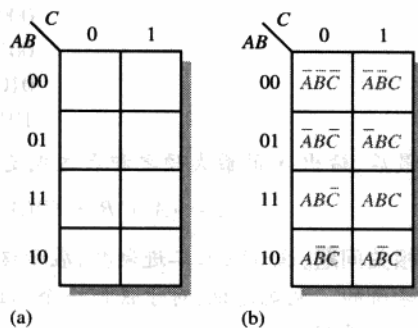 C C
AB 0 1 AB 0 1
00 00 A̅B̅C̅ A̅B̅C
01 01 A̅BC̅ A̅BC
11 11 ABC̅ ABC
10 10 AB̅C̅ AB̅C
(a) (b)